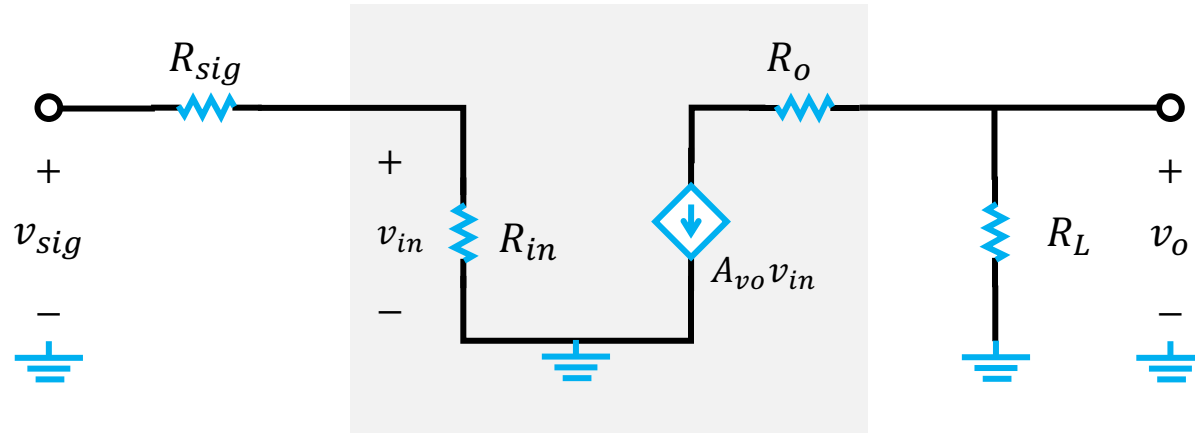 R_sig
R_o
+
+
+
v_sig
v_in
R_in
A_vo v_in
R_L
v_o
−
−
−